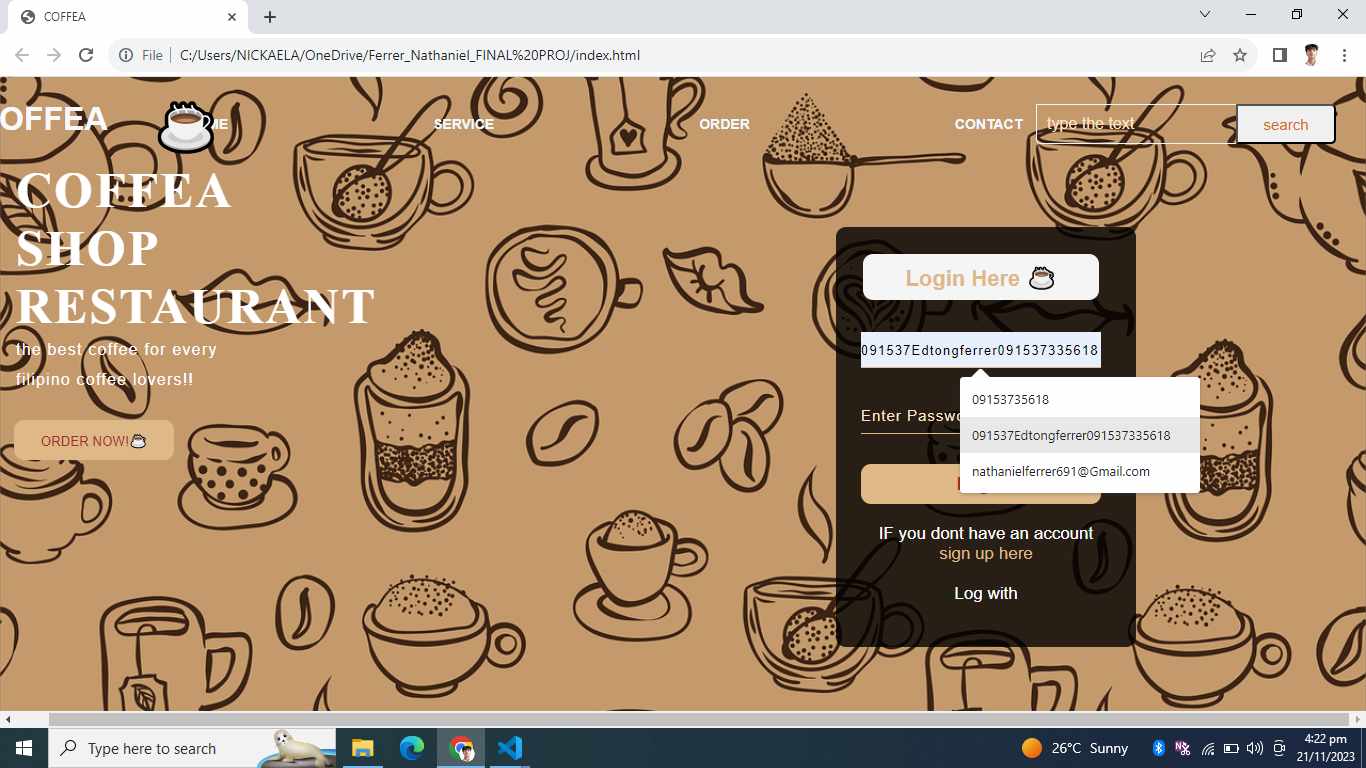 COFFEA
File
C:/Users/NICKAELA/OneDrive/Ferrer_Nathaniel_FINAL%20PROJ/index.html
OFFEA
ME
SERVICE
ORDER
CONTACT
type the text
search
COFFEA
SHOP
RESTAURANT
the best coffee for every
filipino coffee lovers!!
ORDER NOW!
Login Here
091537Edtongferrer091537335618
09153735618
091537Edtongferrer091537335618
nathanielferrer691@Gmail.com
Enter Passwo
IF you dont have an account
sign up here
Log with
Type here to search
26°C Sunny
4:22 pm
21/11/2023